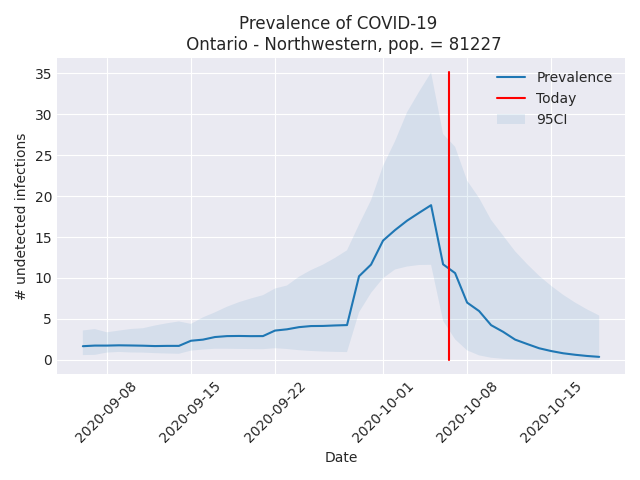 Prevalence of COVID-19
Ontario - Northwestern, pop. = 81227
Prevalence
Today
95CI
# undetected infections
35
30
25
20
15
10
5
0
2020-09-08
2020-09-15
2020-09-22
2020-10-01
2020-10-08
2020-10-15
Date